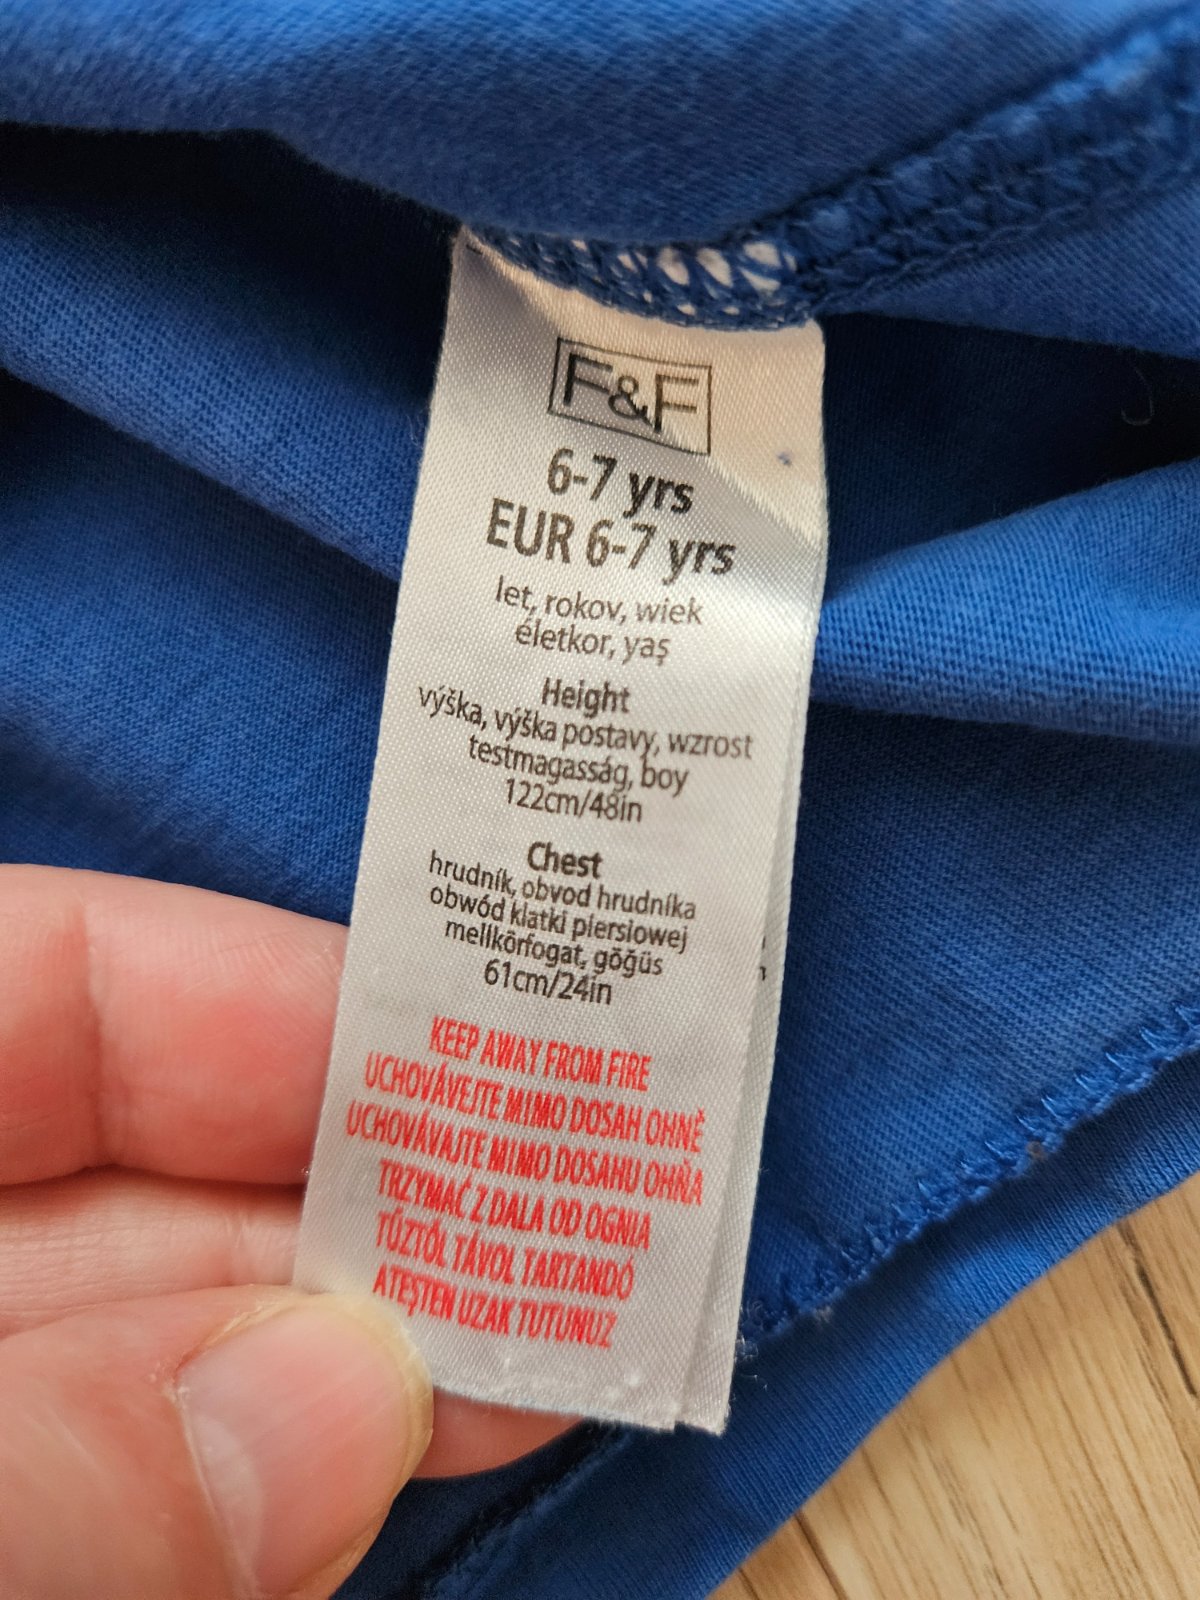 F&F
6-7 yrs
EUR 6-7 yrs
let, rokov, wiek
életkor, yaş
Height
výška, výška postavy, wzrost
testmagasság, boy
122cm/48in
Chest
hrudník, obvod hrudníka
obwód klatki piersiowej
mellkörfogat, göğüs
61cm/24in
KEEP AWAY FROM FIRE
UCHOVÁVEJTE MIMO DOSAH OHNĚ
UCHOVÁVAJTE MIMO DOSAHU OHŇA
TRZYMAĆ Z DALA OD OGNIA
TŰZTŐL TÁVOL TARTANDÓ
ATEŞTEN UZAK TUTUNUZ